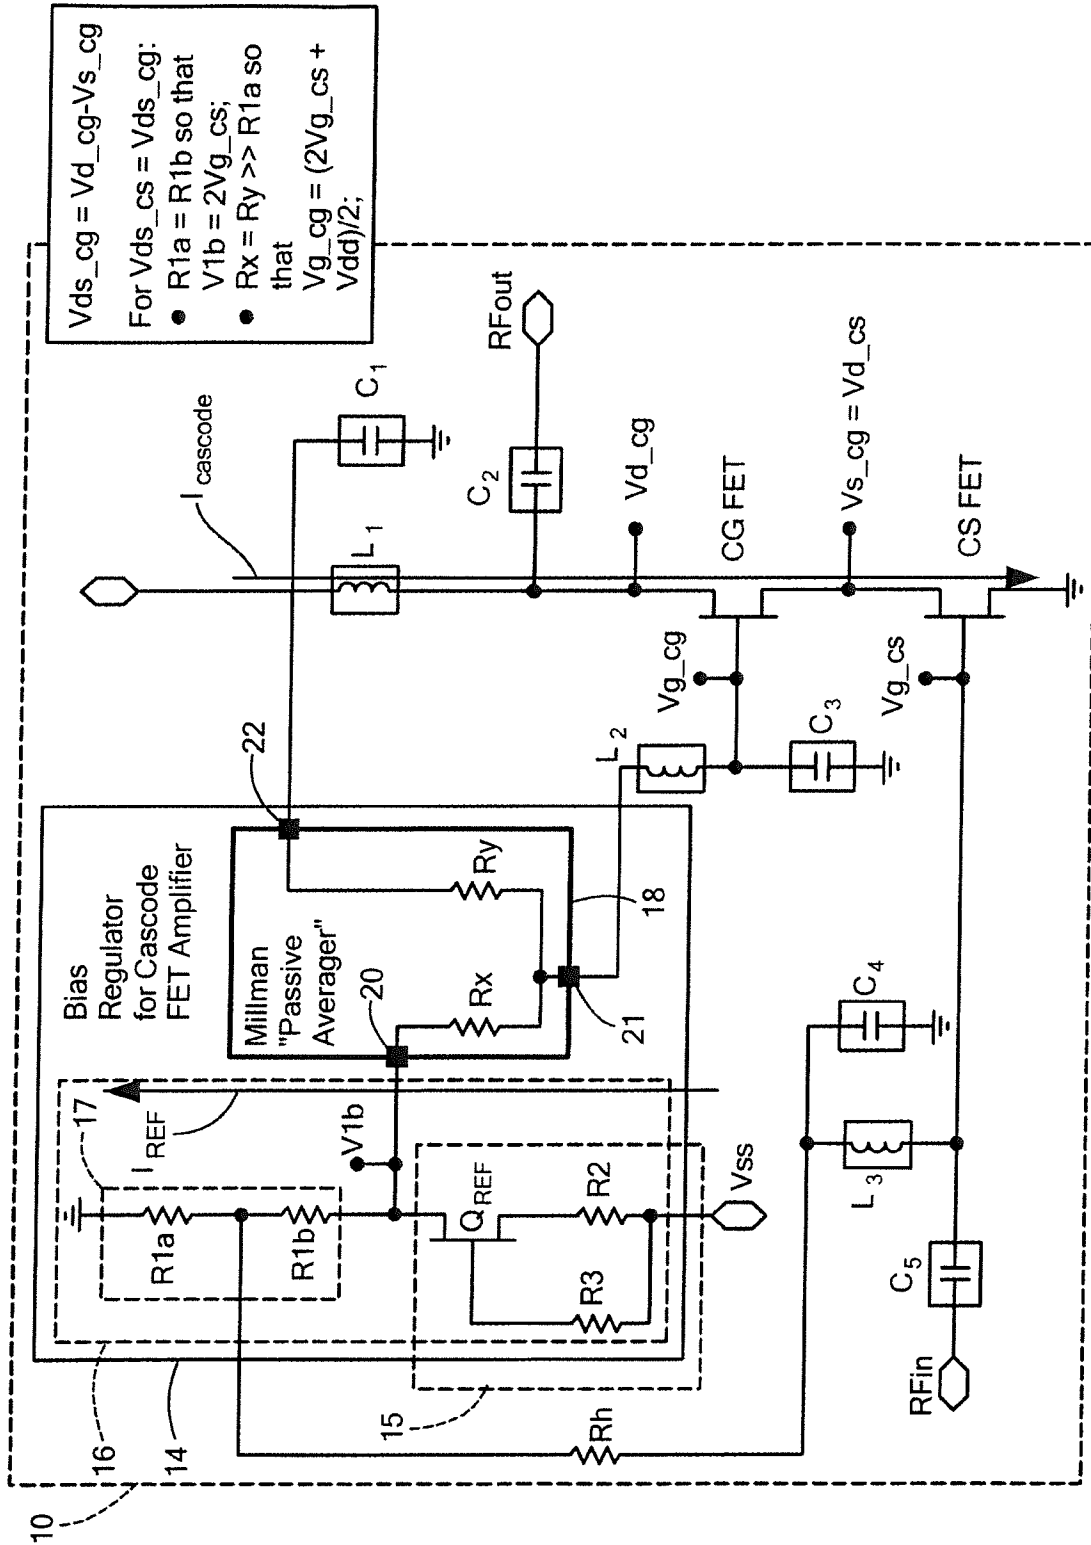 Vds_cg = Vd_cg-Vs_cg
For Vds_cs = Vds_cg:
● R1a = R1b so that
V1b = 2Vg_cs;
● Rx = Ry >> R1a so
that
Vg_cg = (2Vg_cs +
Vdd)/2;
10
16
14
15
17
I REF
R1a
R1b
V1b
QREF
R2
R3
Vss
Bias
Regulator
for Cascode
FET Amplifier
Millman
"Passive
Averager"
20
22
Rx
Ry
18
21
Icascode
L1
C1
C2
RFout
Vd_cg
CG FET
Vg_cg
L2
C3
Vs_cg = Vd_cs
CS FET
Vg_cs
Rh
C4
L3
C5
RFin